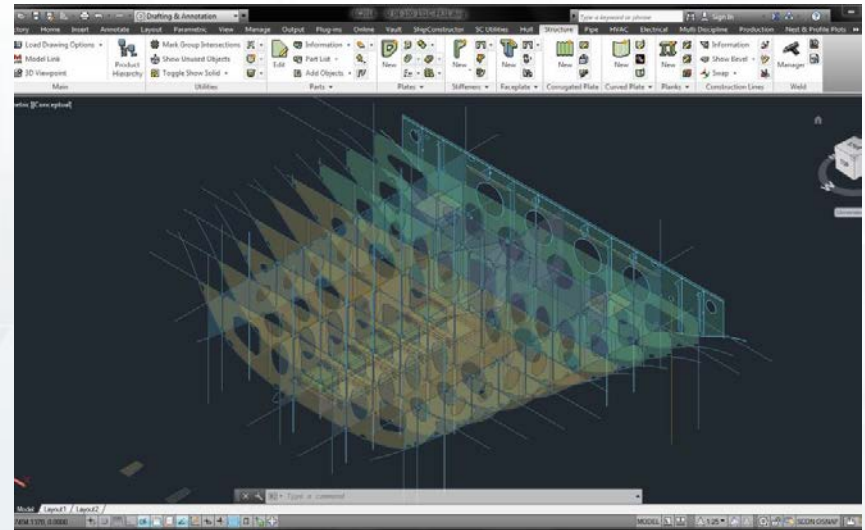 Drafting & Annotation
Type a keyword or phrase
Sign In
Home Insert Annotate Layout Parametric View Manage Output Plug-ins Online Vault ShipConstructor SC Utilities Hull Structure Pipe HVAC Electrical Multi Discipline Production Nest & Profile Plots
Load Drawing Options
Model Link
3D Viewpoint
Product Hierarchy
Mark Group Intersections
Show Unused Objects
Toggle Show Solid
Edit
Information
Part List
Add Objects
New
New
New
New
New
New
Information
Show Bevel
Snap
Manager
Main Utilities Parts Plates Stiffeners Faceplate Corrugated Plate Curved Plate Planks Construction Lines Weld
[Conceptual]
TOP
Type a command
Model Layout1 Layout2
MODEL 1:25 SCON OSNAP